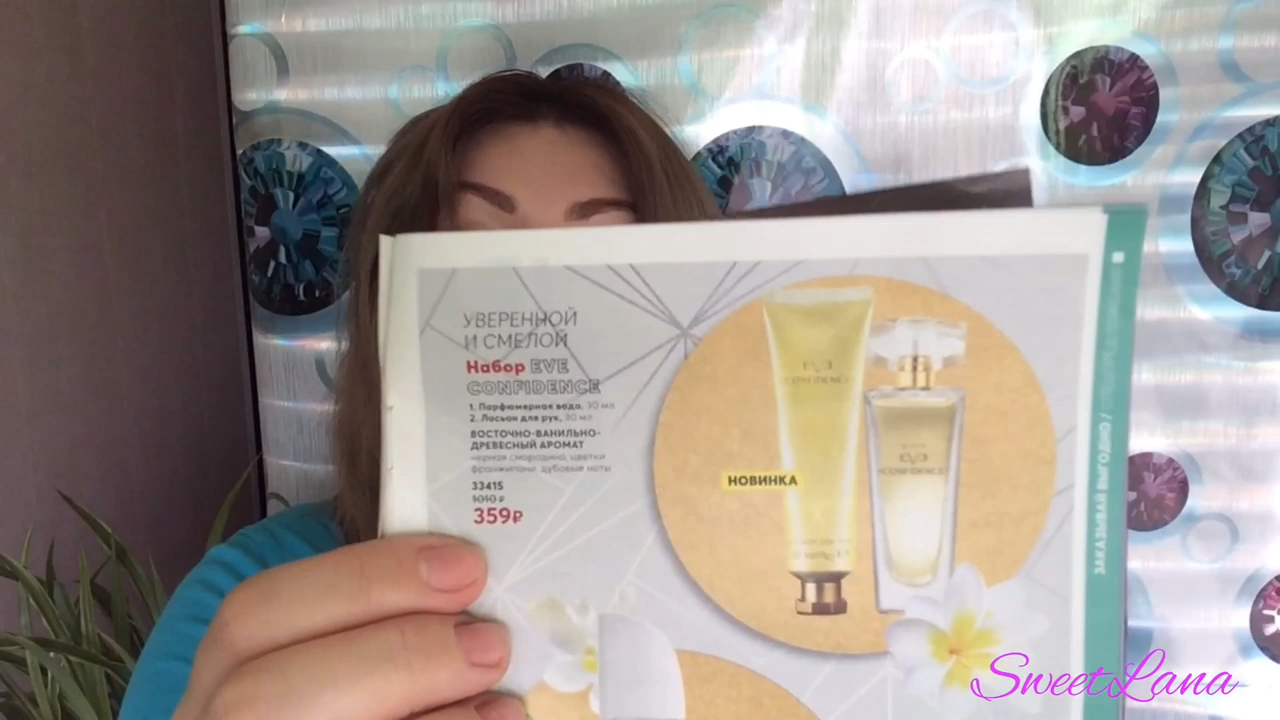 УВЕРЕННОЙ
И СМЕЛОЙ
Набор EVE
CONFIDENCE
1. Парфюмерная вода, 30 мл
2. Лосьон для рук, 30 мл
ВОСТОЧНО-ВАНИЛЬНО-
ДРЕВЕСНЫЙ АРОМАТ
черная смородина, цветки
франжипани, дубовые ноты
33415
1010 ₽
359₽
НОВИНКА
EVE
CONFIDENCE
EVE
CONFIDENCE
ЗАКАЗЫВАЙ ВЫГОДНО /
SweetLana